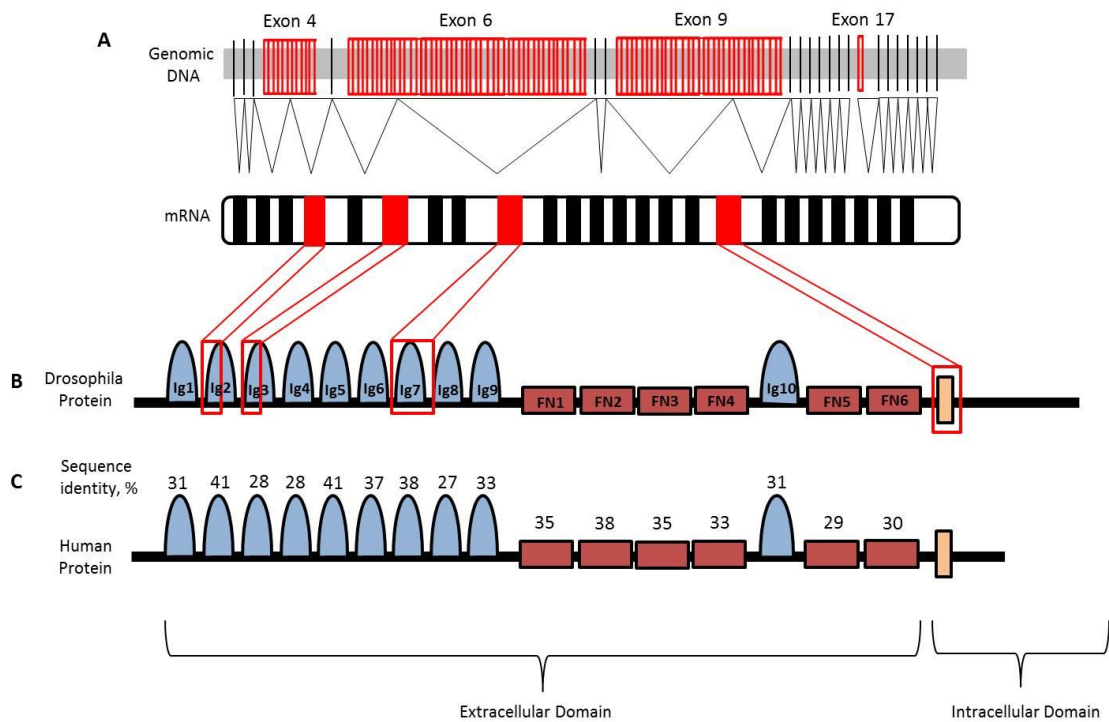 Exon 4 Exon 6 Exon 9 Exon 17
A
Genomic
DNA
mRNA
B
Drosophila
Protein
Ig1 Ig2 Ig3 Ig4 Ig5 Ig6 Ig7 Ig8 Ig9 FN1 FN2 FN3 FN4 Ig10 FN5 FN6
C
Sequence
identity, %
31 41 28 28 41 37 38 27 33 35 38 35 33 31 29 30
Human
Protein
Extracellular Domain Intracellular Domain